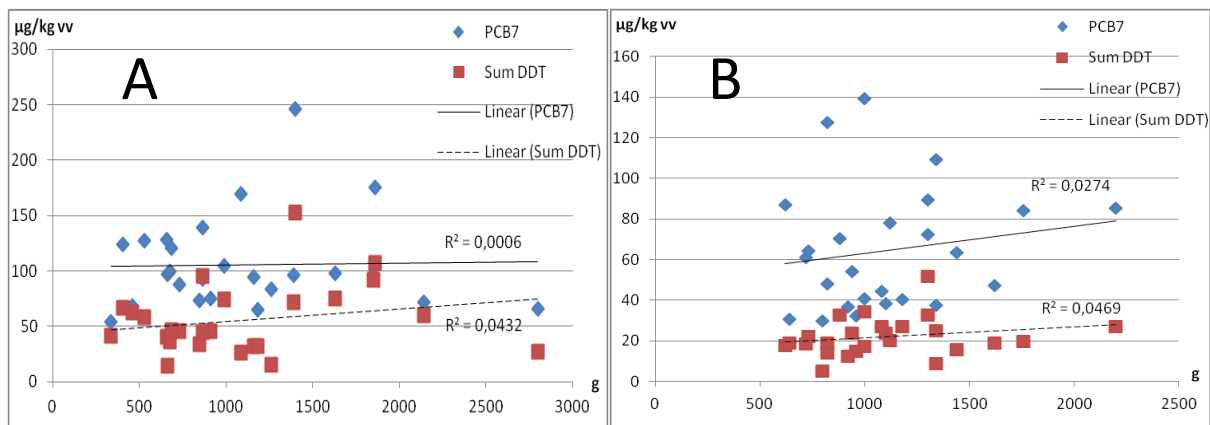 µg/kg vv
300
250
200
150
100
50
0
0 500 1000 1500 2000 2500 3000
g
A
PCB7
Sum DDT
Linear (PCB7)
Linear (Sum DDT)
R² = 0,0006
R² = 0,0432
µg/kg vv
160
140
120
100
80
60
40
20
0
0 500 1000 1500 2000 2500
g
B
PCB7
Sum DDT
Linear (PCB7)
Linear (Sum DDT)
R² = 0,0274
R² = 0,0469